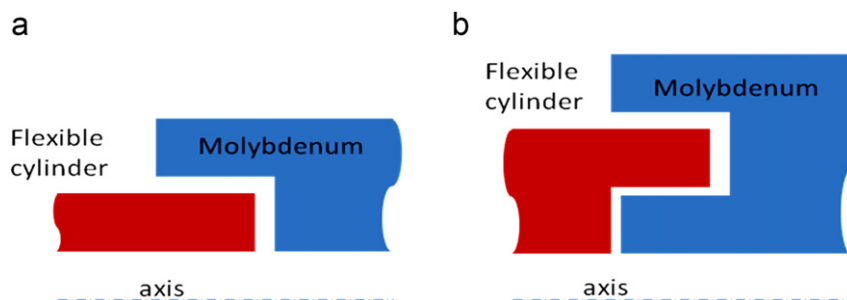 a
Flexible
cylinder
Molybdenum
axis
b
Flexible
cylinder
Molybdenum
axis